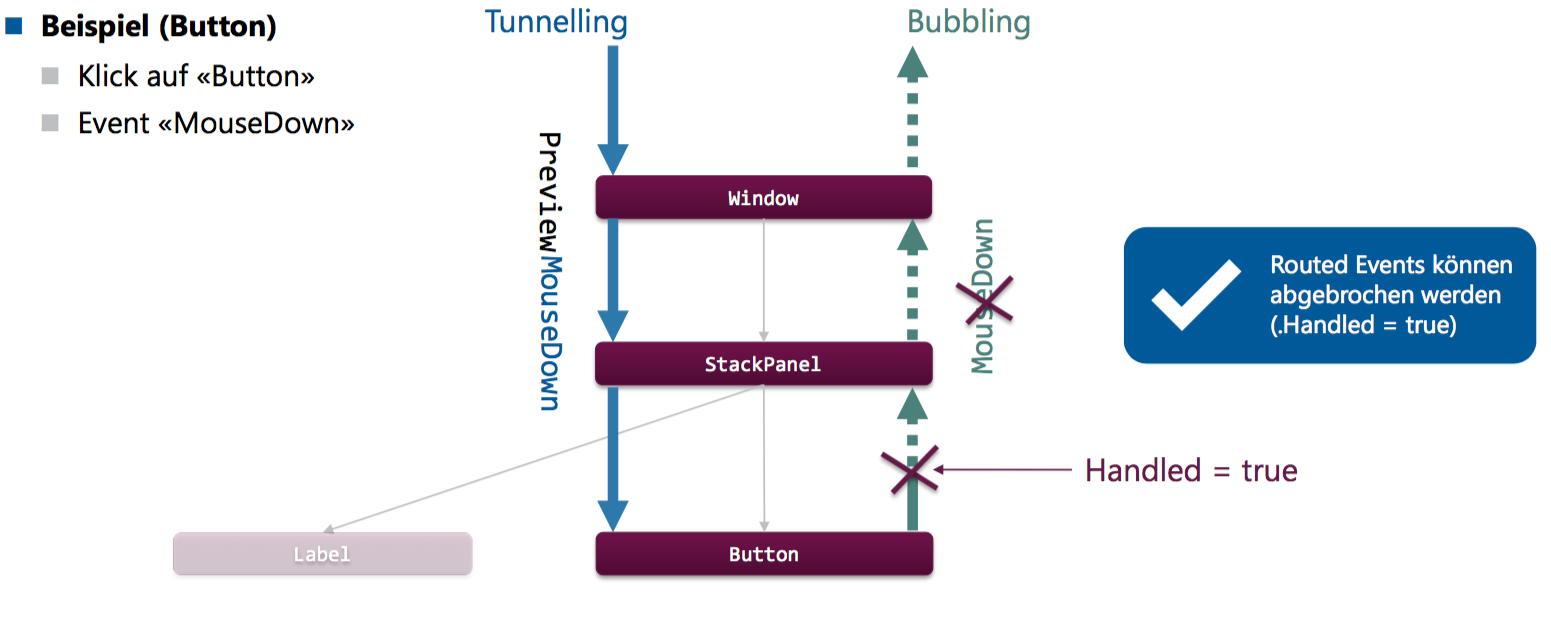 Beispiel (Button)
Klick auf «Button»
Event «MouseDown»
Tunnelling
Bubbling
PreviewMouseDown
Window
MouseDown
Routed Events können
abgebrochen werden
(.Handled = true)
StackPanel
Handled = true
Label
Button